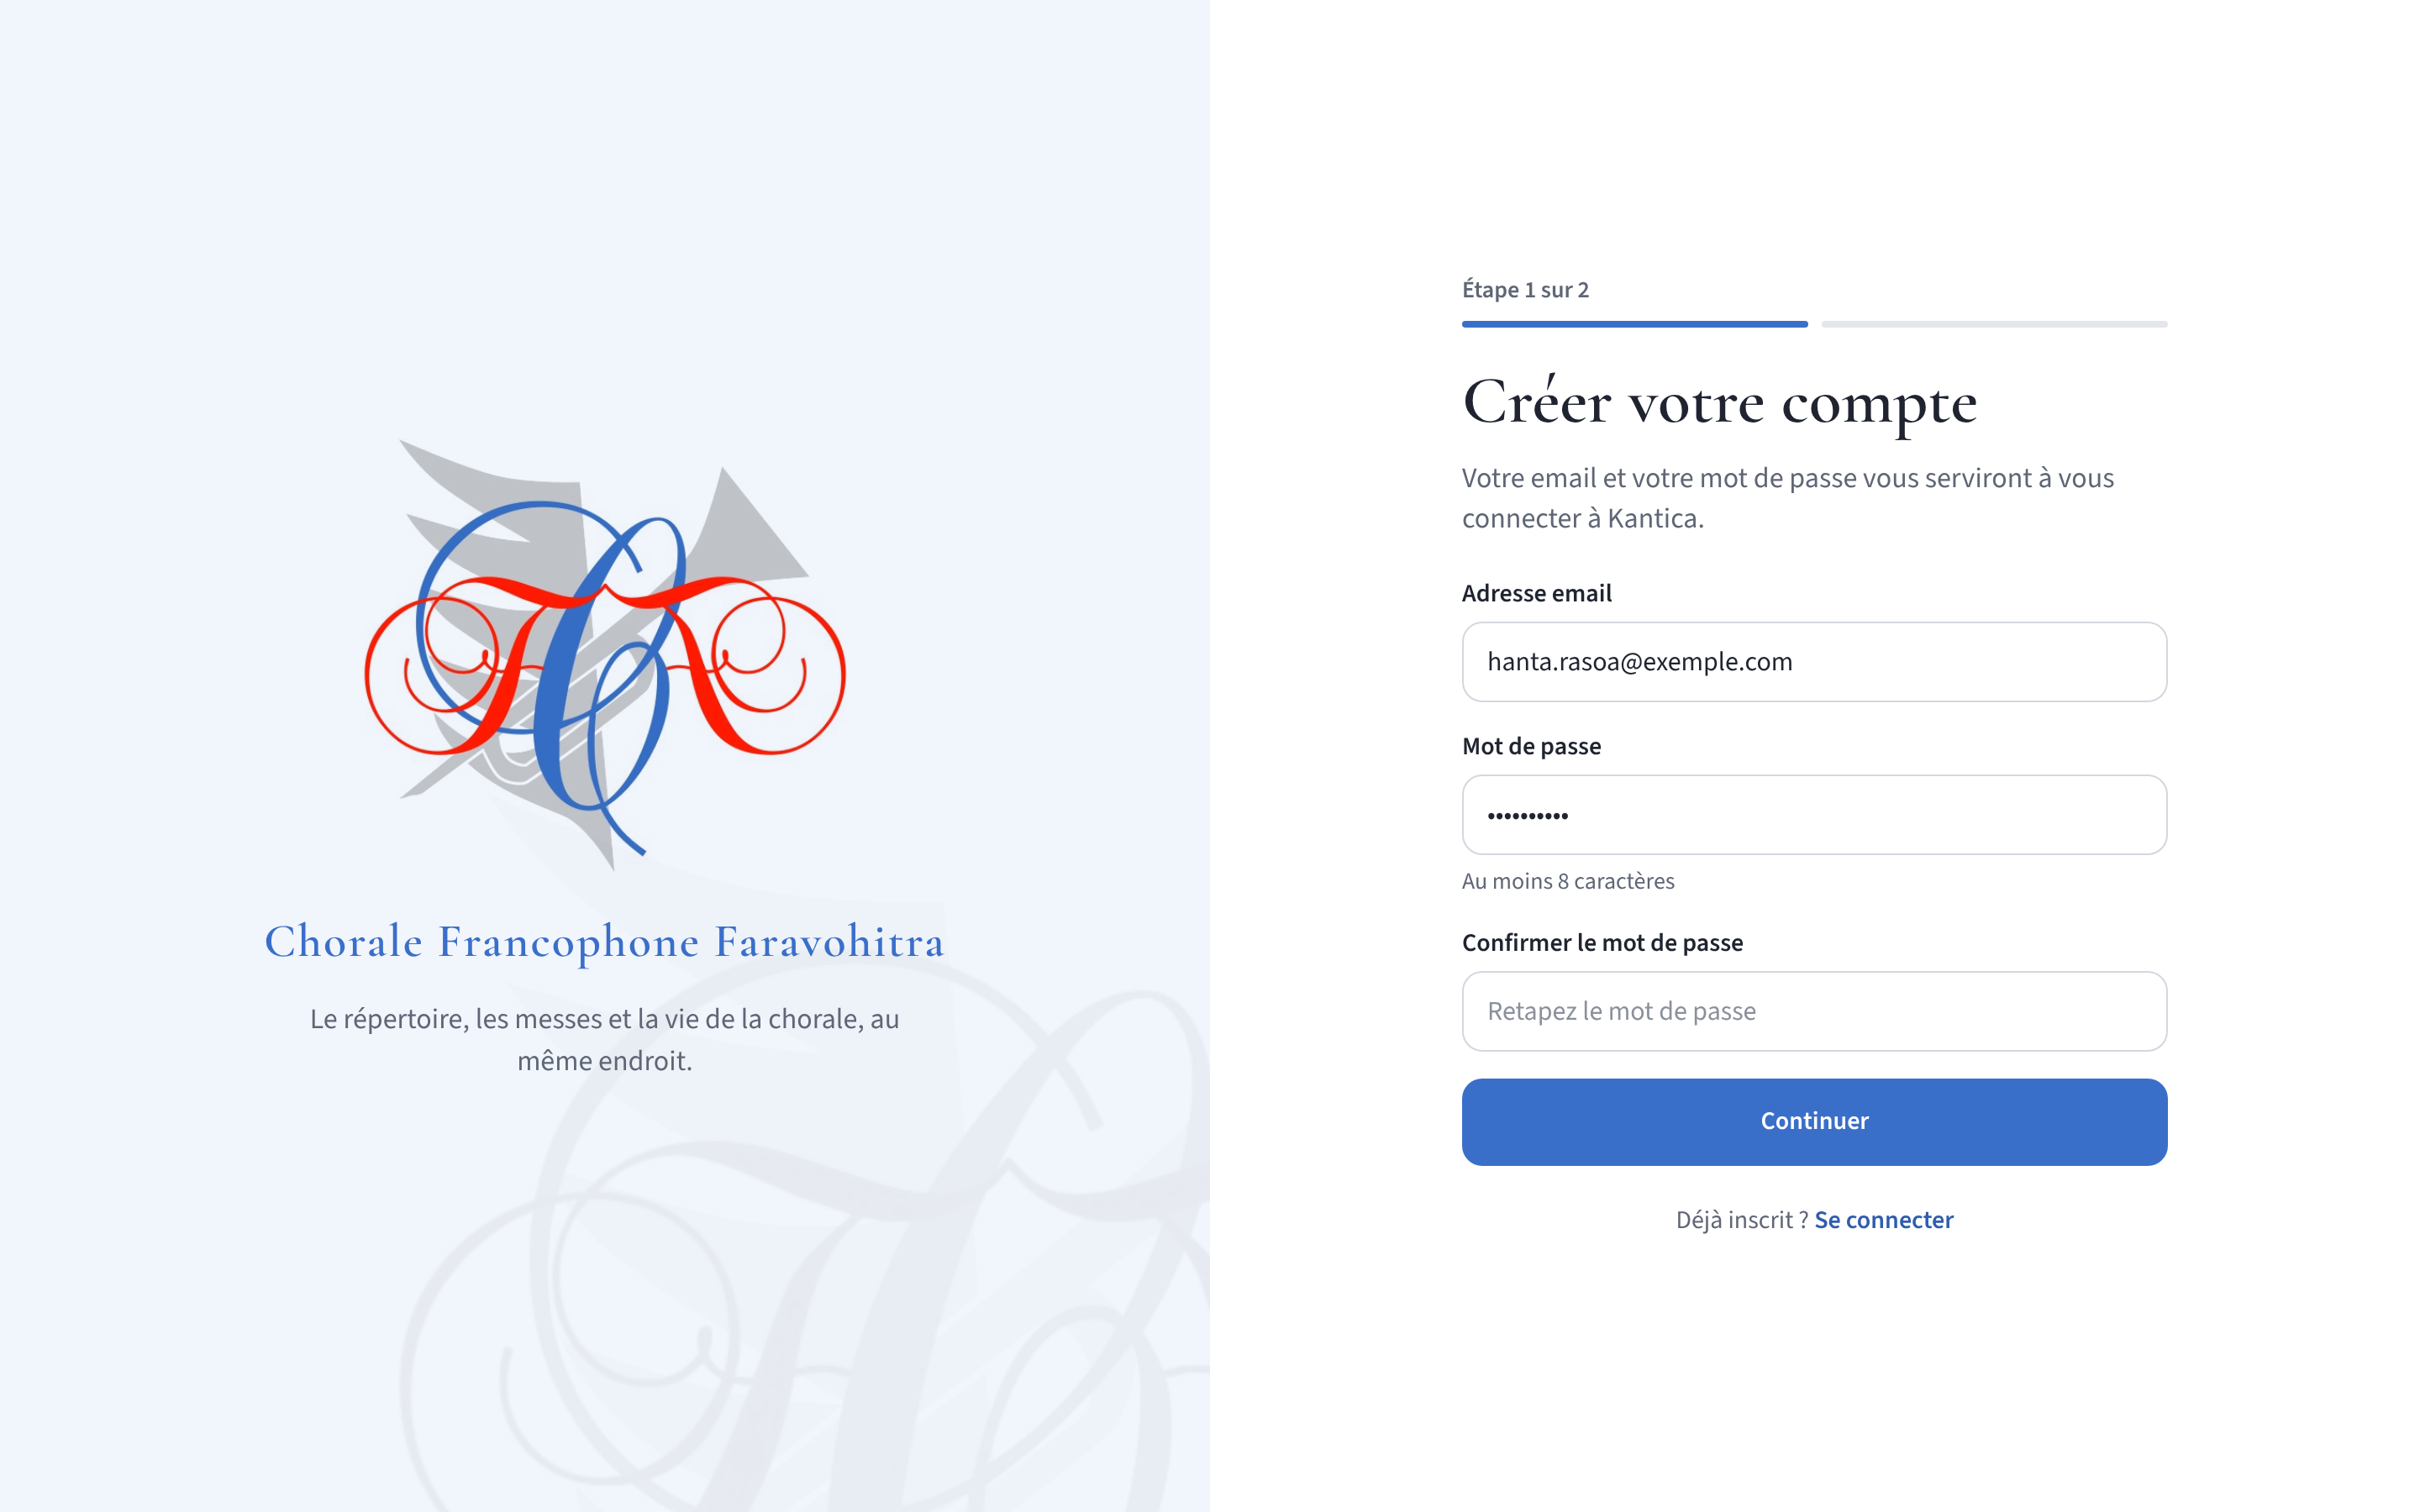 Chorale Francophone Faravohitra
Le répertoire, les messes et la vie de la chorale, au
même endroit.
Étape 1 sur 2
Créer votre compte
Votre email et votre mot de passe vous serviront à vous
connecter à Kantica.
Adresse email
hanta.rasoa@exemple.com
Mot de passe
••••••••••
Au moins 8 caractères
Confirmer le mot de passe
Retapez le mot de passe
Continuer
Déjà inscrit ? Se connecter